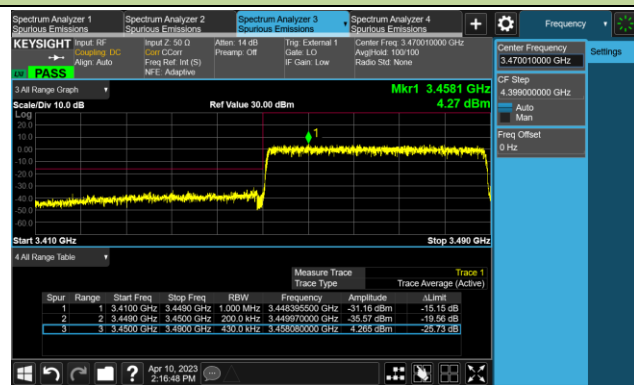 Spectrum Analyzer 1
Spurious Emissions
Spectrum Analyzer 2
Spurious Emissions
Spectrum Analyzer 3
Spurious Emissions
Spectrum Analyzer 4
Spurious Emissions
Frequency
KEYSIGHT
Input: RF
Coupling: DC
Align: Auto
Input Z: 50 Ω
Corr CCorr
Freq Ref: Int (S)
NFE: Adaptive
Atten: 14 dB
Preamp: Off
Trig: External 1
Gate: LO
IF Gain: Low
Center Freq: 3.470010000 GHz
Avg|Hold: 100/100
Radio Std: None
PASS
Center Frequency
3.470010000 GHz
Settings
CF Step
4.399000000 GHz
Auto
Man
Freq Offset
0 Hz
3 All Range Graph
Mkr1 3.4581 GHz
Scale/Div 10.0 dB
Ref Value 30.00 dBm
4.27 dBm
Log
20.0
10.0
0.00
-10.0
-20.0
-30.0
-40.0
-50.0
-60.0
1
Start 3.410 GHz
Stop 3.490 GHz
4 All Range Table
Measure Trace Trace 1
Trace Type Trace Average (Active)
Spur Range Start Freq Stop Freq RBW Frequency Amplitude ΔLimit
1 1 3.4100 GHz 3.4490 GHz 1.000 MHz 3.448395500 GHz -31.16 dBm -15.15 dB
2 2 3.4490 GHz 3.4500 GHz 200.0 kHz 3.449970000 GHz -35.57 dBm -19.56 dB
3 3 3.4500 GHz 3.4900 GHz 430.0 kHz 3.458080000 GHz 4.265 dBm -25.73 dB
Apr 10, 2023
2:16:48 PM